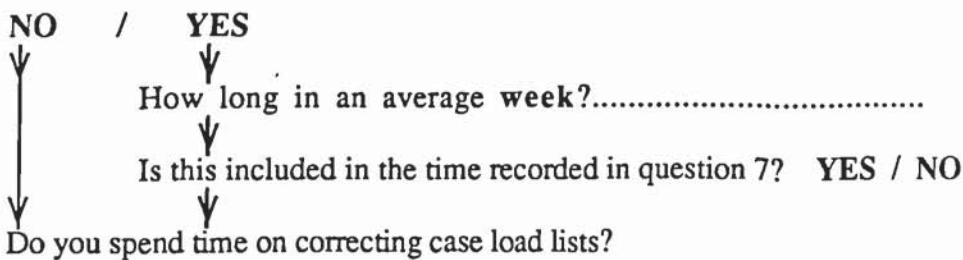 NO / YES
How long in an average week?.....................................
Is this included in the time recorded in question 7? YES / NO
Do you spend time on correcting case load lists?